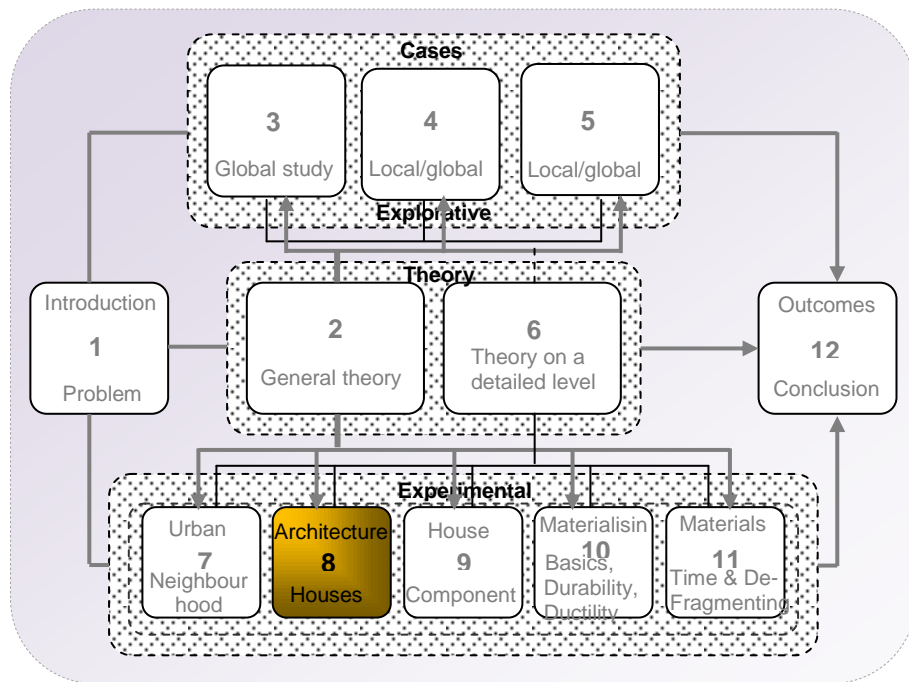 Cases
3
Global study
4
Local/global
5
Local/global
Explorative
Theory
Introduction
1
Problem
2
General theory
6
Theory on a
detailed level
Outcomes
12
Conclusion
Experimental
Urban
7
Neighbour
hood
Architecture
8
Houses
House
9
Component
Materialisin
10
Basics,
Durability,
Ductility
Materials
11
Time & De-
Fragmenting